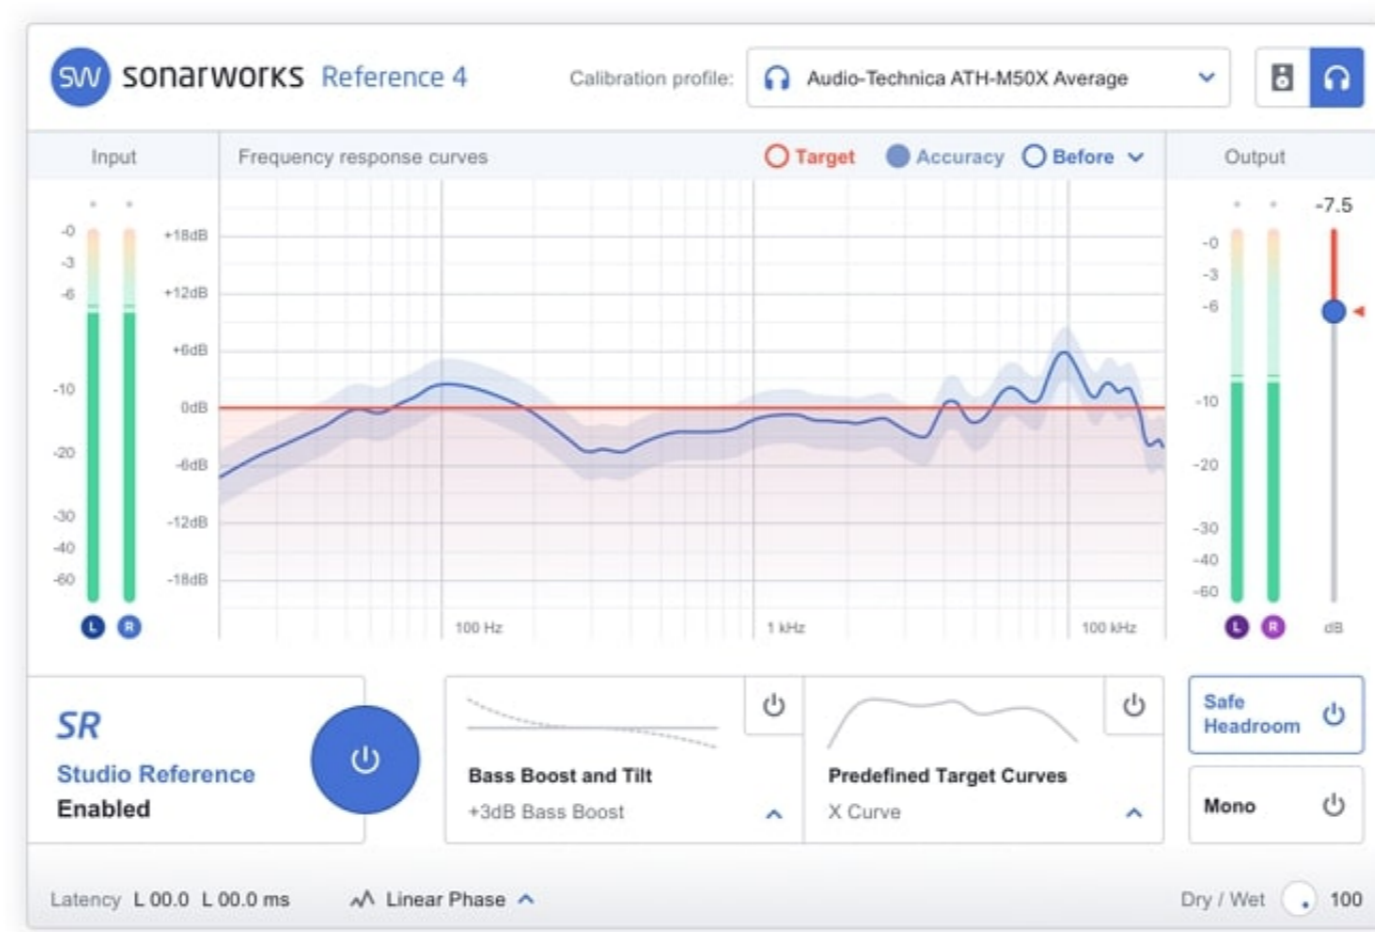 SW sonarworks Reference 4 Calibration profile: Audio-Technica ATH-M50X Average
Input Frequency response curves Target Accuracy Before Output
-7.5
-0
-3
-6
-10
-20
-30
-40
-60
L R
+18dB
+12dB
+6dB
0dB
-6dB
-12dB
-18dB
100 Hz 1 kHz 100 kHz
-0
-3
-6
-10
-20
-30
-40
-60
L R dB
SR
Studio Reference
Enabled
Bass Boost and Tilt
+3dB Bass Boost
Predefined Target Curves
X Curve
Safe
Headroom
Mono
Latency L 00.0 L 00.0 ms Linear Phase Dry / Wet 100